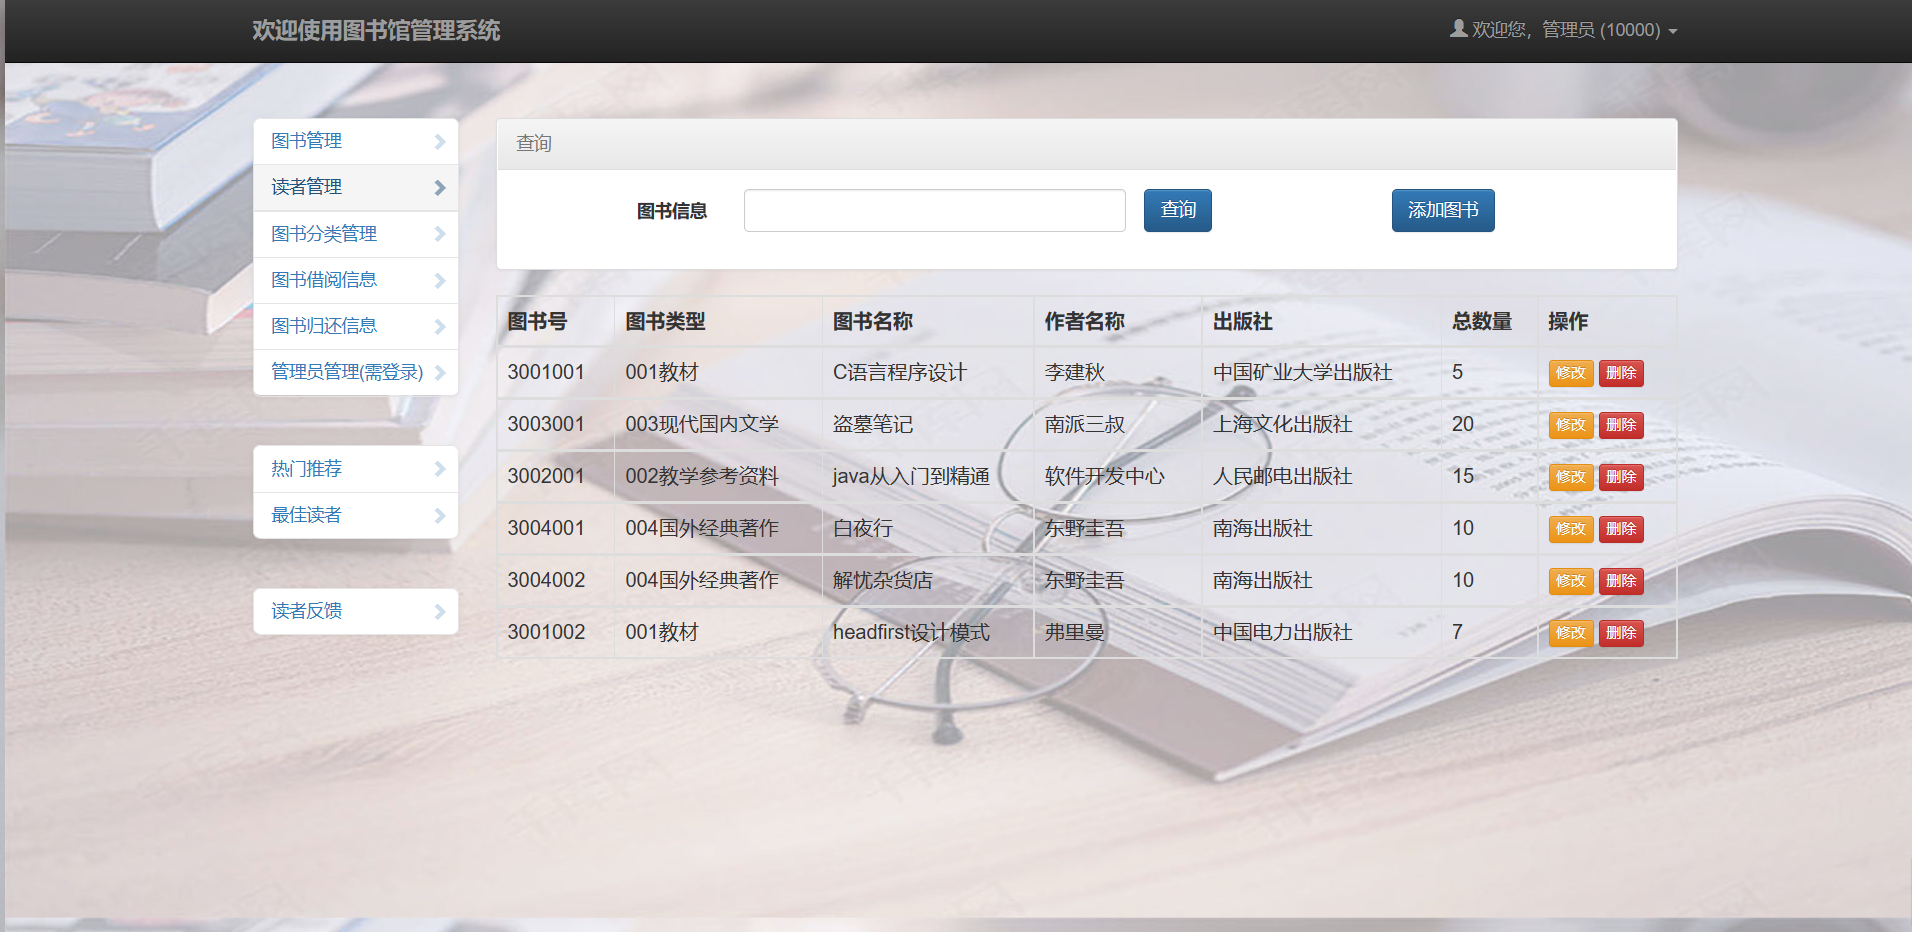 欢迎使用图书馆管理系统
欢迎您，管理员 (10000)
图书管理
读者管理
图书分类管理
图书借阅信息
图书归还信息
管理员管理(需登录)
热门推荐
最佳读者
读者反馈
查询
图书信息 查询 添加图书
图书号 图书类型 图书名称 作者名称 出版社 总数量 操作
3001001 001教材 C语言程序设计 李建秋 中国矿业大学出版社 5 修改 删除
3003001 003现代国内文学 盗墓笔记 南派三叔 上海文化出版社 20 修改 删除
3002001 002教学参考资料 java从入门到精通 软件开发中心 人民邮电出版社 15 修改 删除
3004001 004国外经典著作 白夜行 东野圭吾 南海出版社 10 修改 删除
3004002 004国外经典著作 解忧杂货店 东野圭吾 南海出版社 10 修改 删除
3001002 001教材 headfirst设计模式 弗里曼 中国电力出版社 7 修改 删除